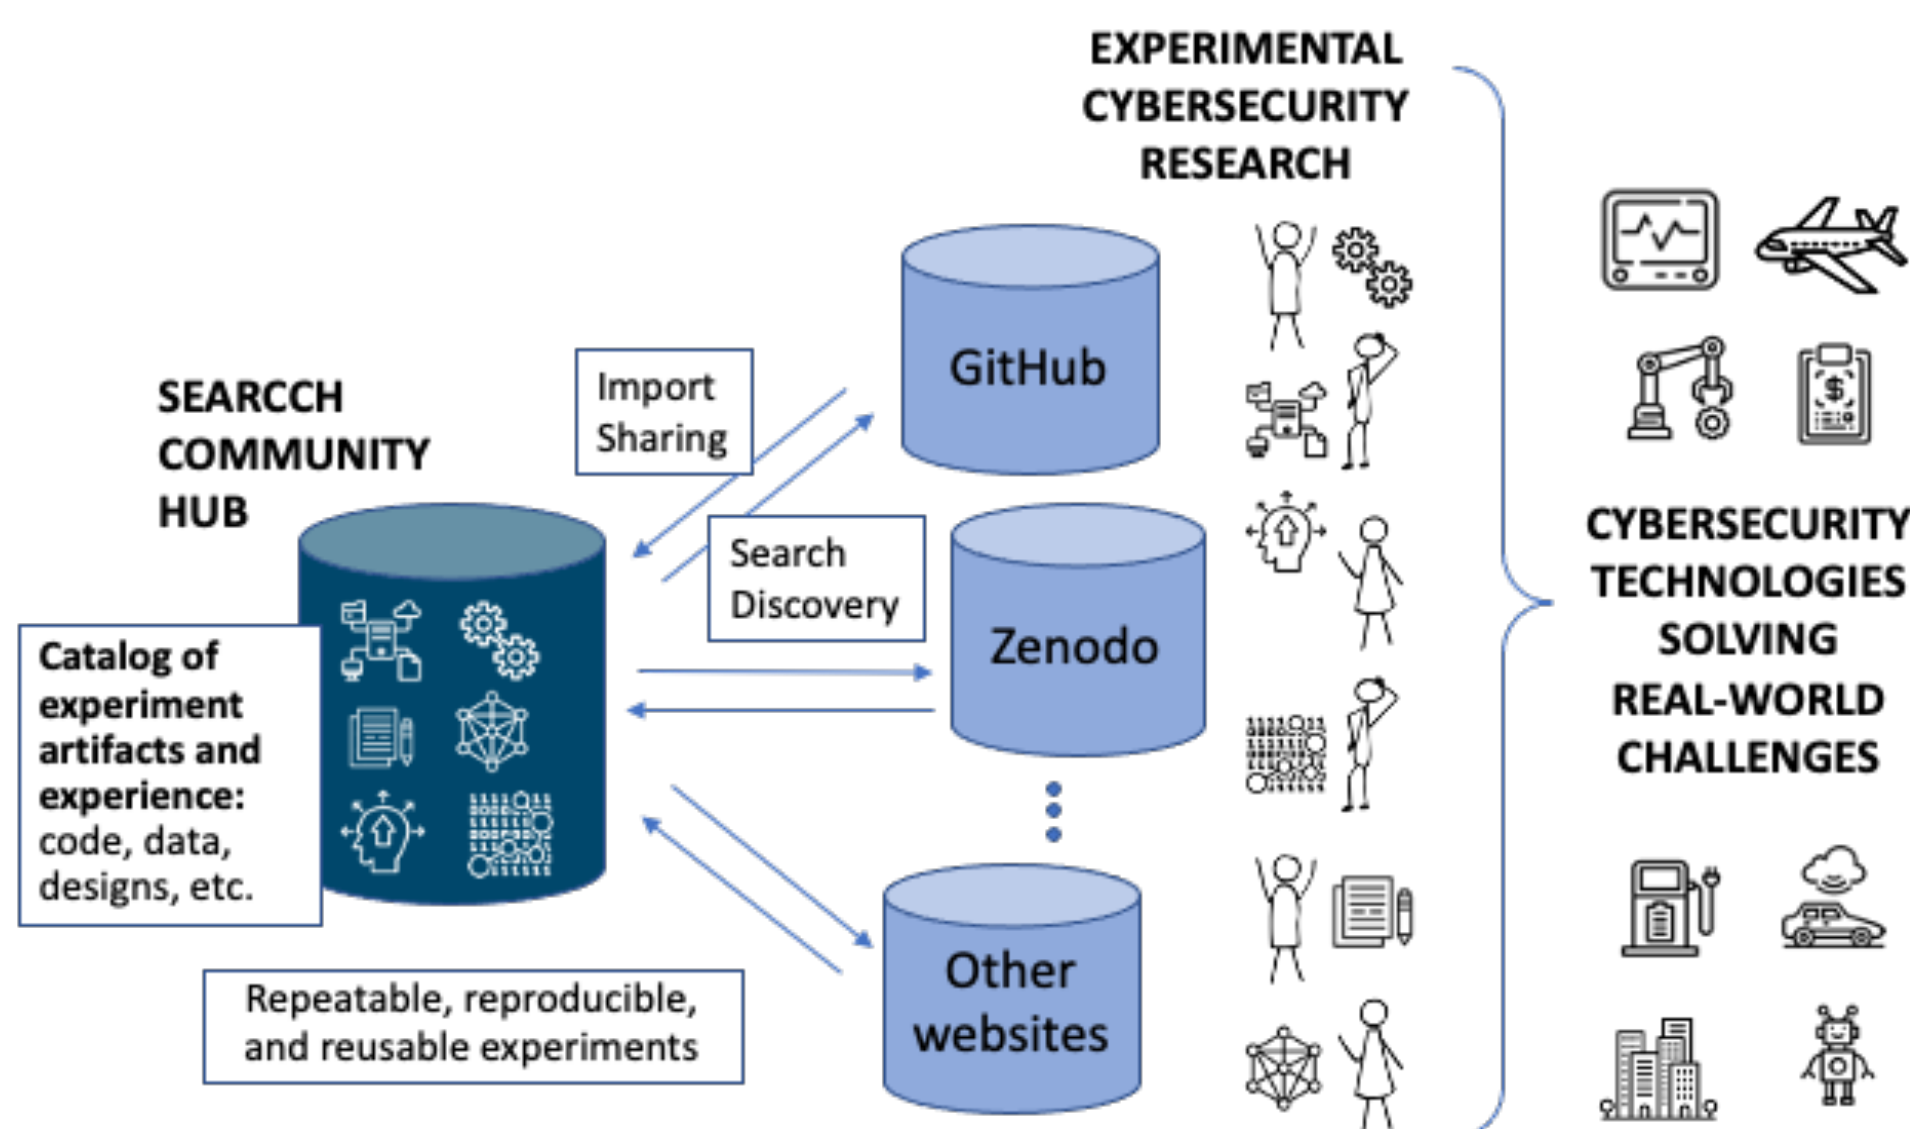 EXPERIMENTAL
CYBERSECURITY
RESEARCH
SEARCCH
COMMUNITY
HUB
Import
Sharing
Search
Discovery
GitHub
Zenodo
Other
websites
Catalog of
experiment
artifacts and
experience:
code, data,
designs, etc.
Repeatable, reproducible,
and reusable experiments
CYBERSECURITY
TECHNOLOGIES
SOLVING
REAL-WORLD
CHALLENGES